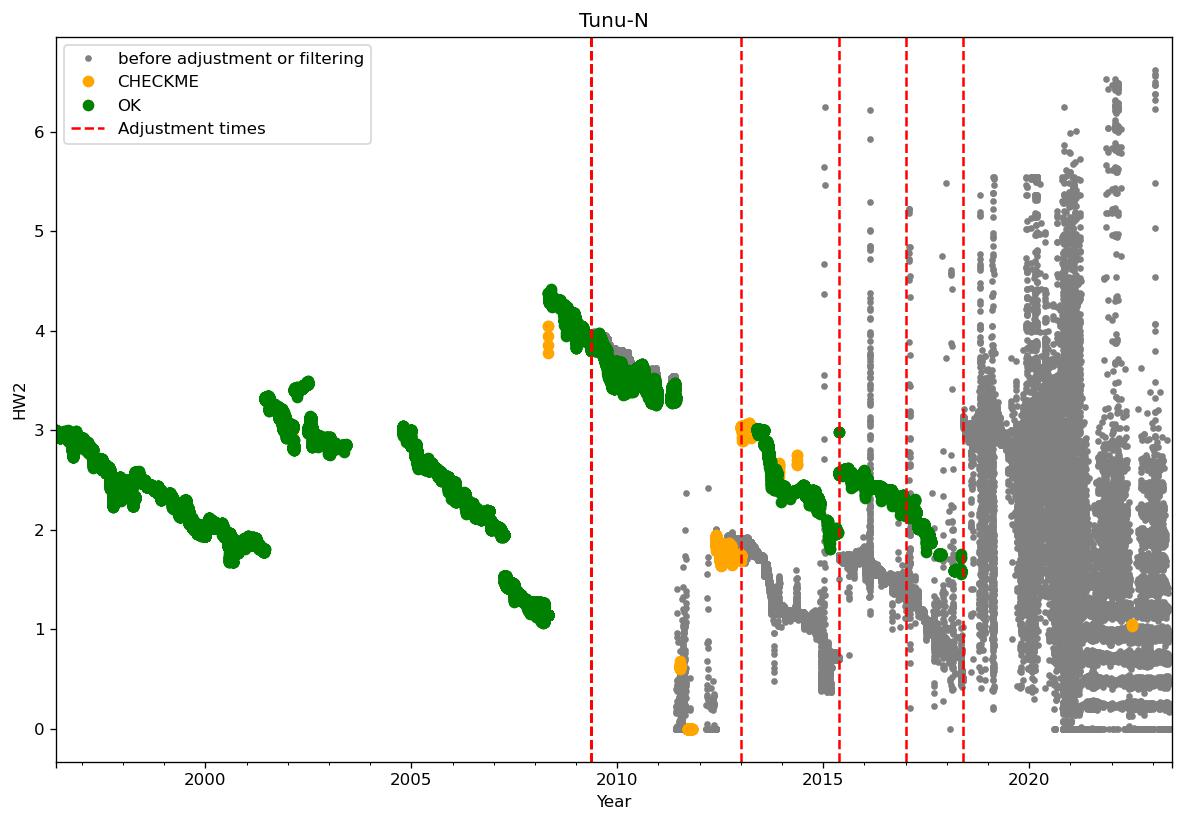 Tunu-N
before adjustment or filtering
CHECKME
OK
Adjustment times
HW2
6
5
4
3
2
1
0
2000 2005 2010 2015 2020
Year